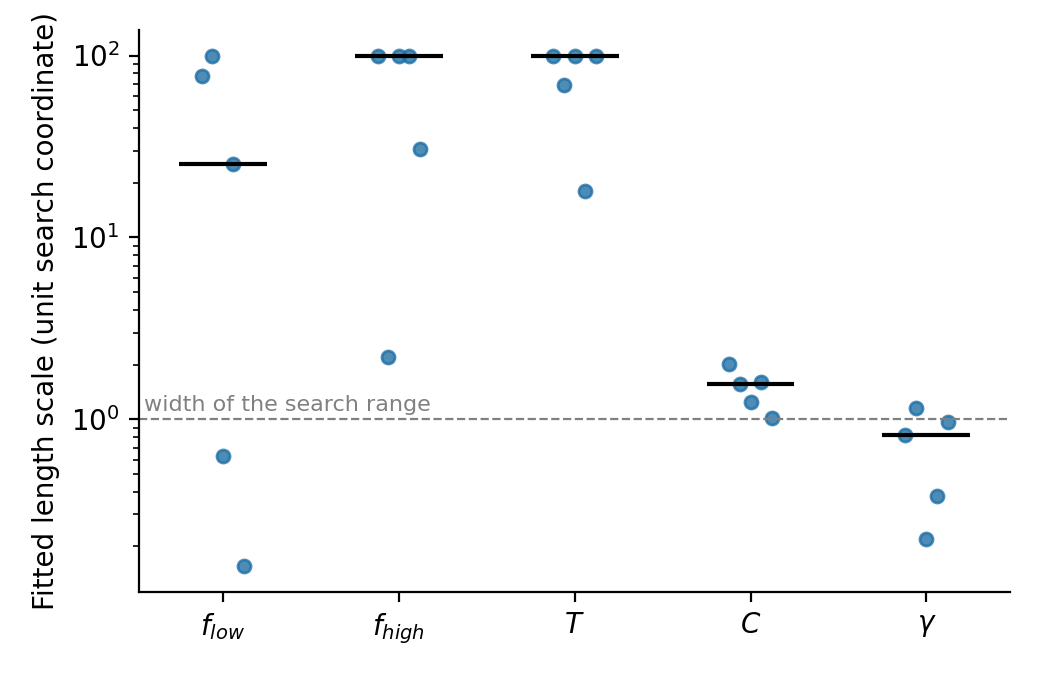 Fitted length scale (unit search coordinate)
10²
10¹
10⁰
width of the search range
f_low
f_high
T
C
γ